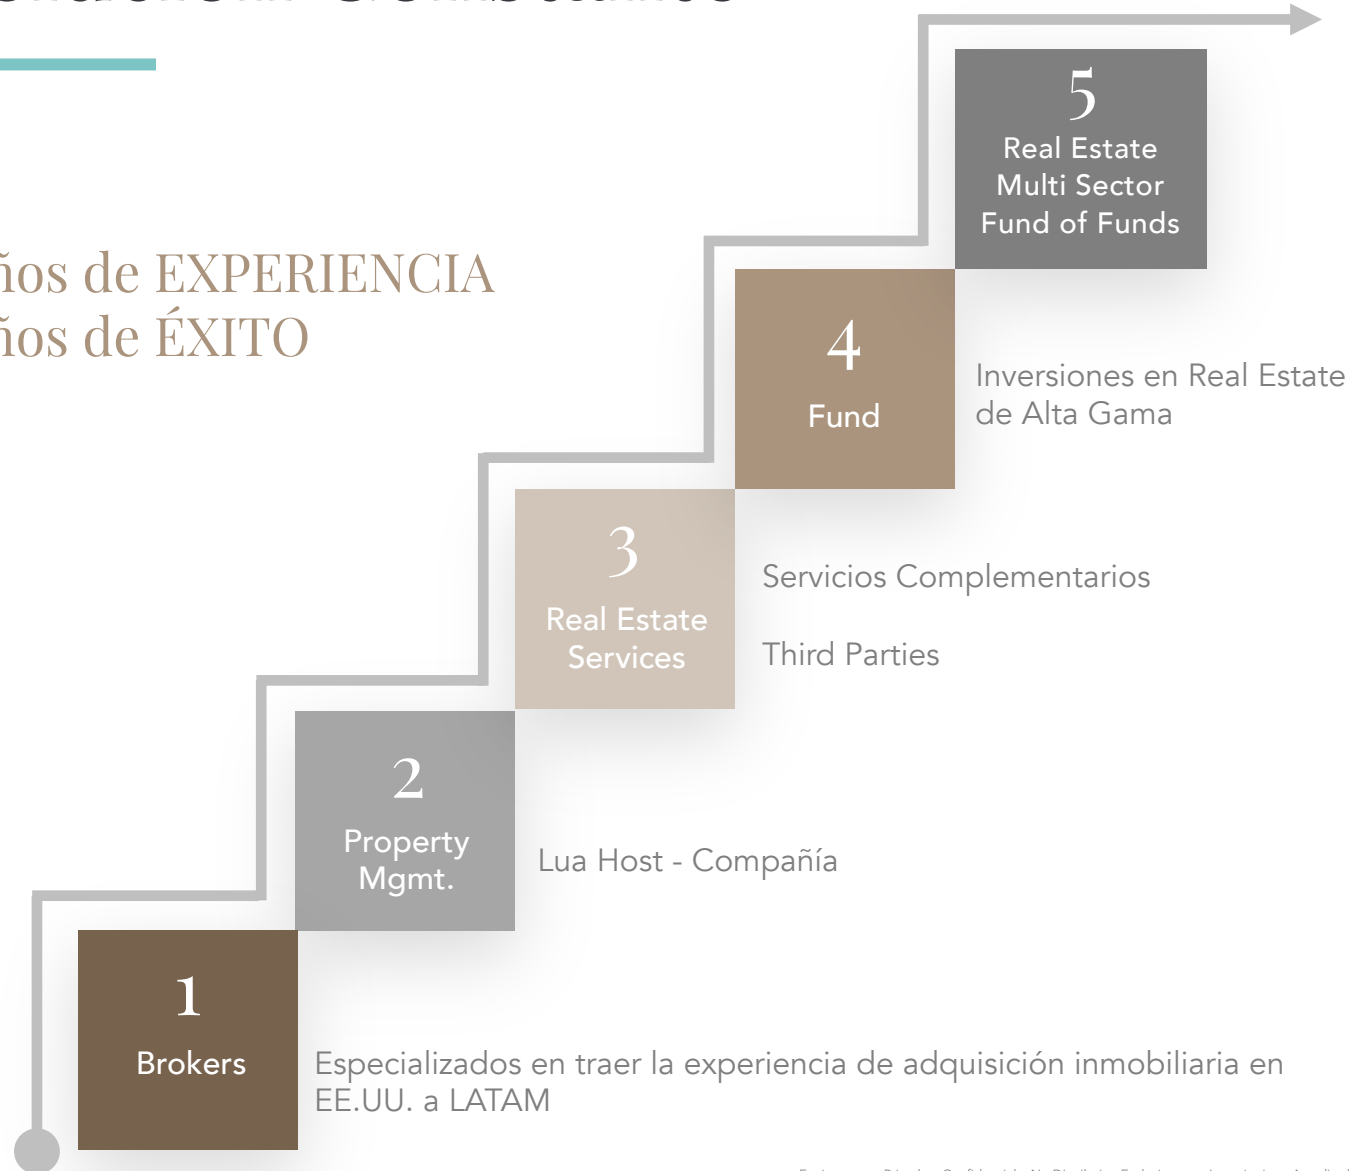 ños de EXPERIENCIA
ños de ÉXITO
5
Real Estate
Multi Sector
Fund of Funds
4
Fund
Inversiones en Real Estate
de Alta Gama
3
Real Estate
Services
Servicios Complementarios
Third Parties
2
Property
Mgmt.
Lua Host - Compañía
1
Brokers
Especializados en traer la experiencia de adquisición inmobiliaria en
EE.UU. a LATAM